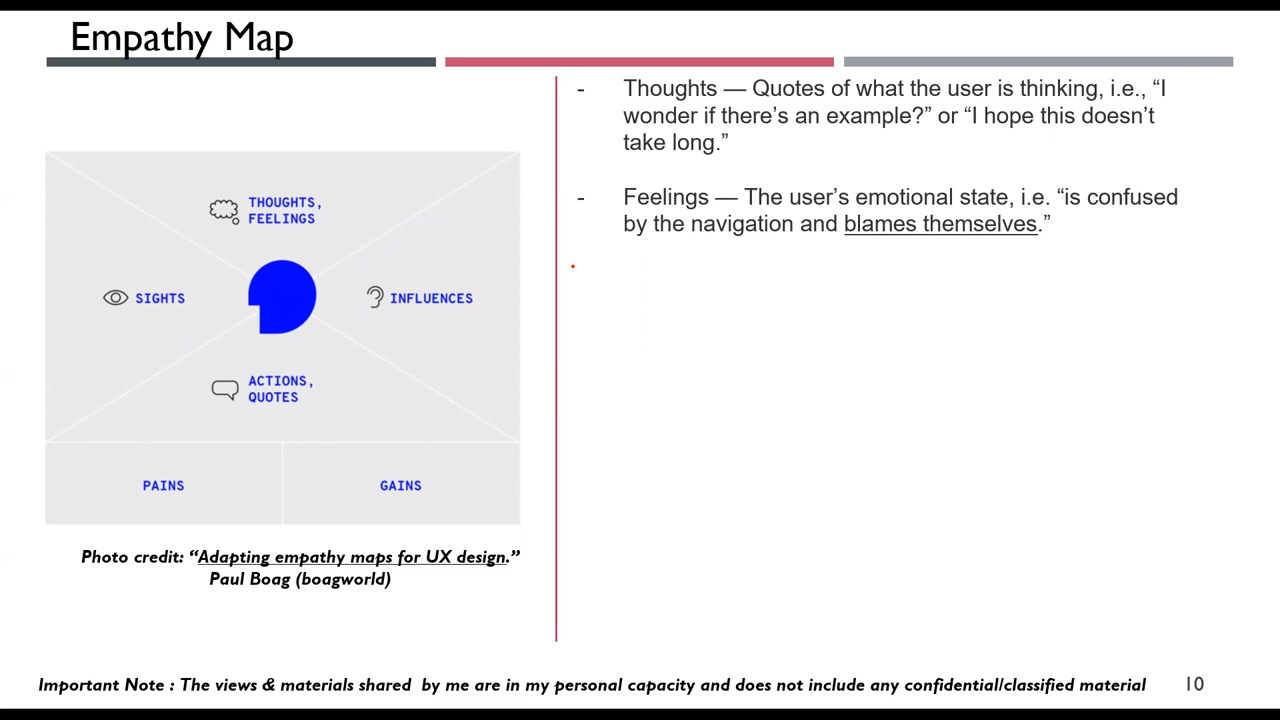 Empathy Map
THOUGHTS,
FEELINGS
SIGHTS
INFLUENCES
ACTIONS,
QUOTES
PAINS
GAINS
Photo credit: “Adapting empathy maps for UX design.”
Paul Boag (boagworld)
- Thoughts — Quotes of what the user is thinking, i.e., “I
wonder if there’s an example?” or “I hope this doesn’t
take long.”
- Feelings — The user’s emotional state, i.e. “is confused
by the navigation and blames themselves.”
Important Note : The views & materials shared by me are in my personal capacity and does not include any confidential/classified material
10